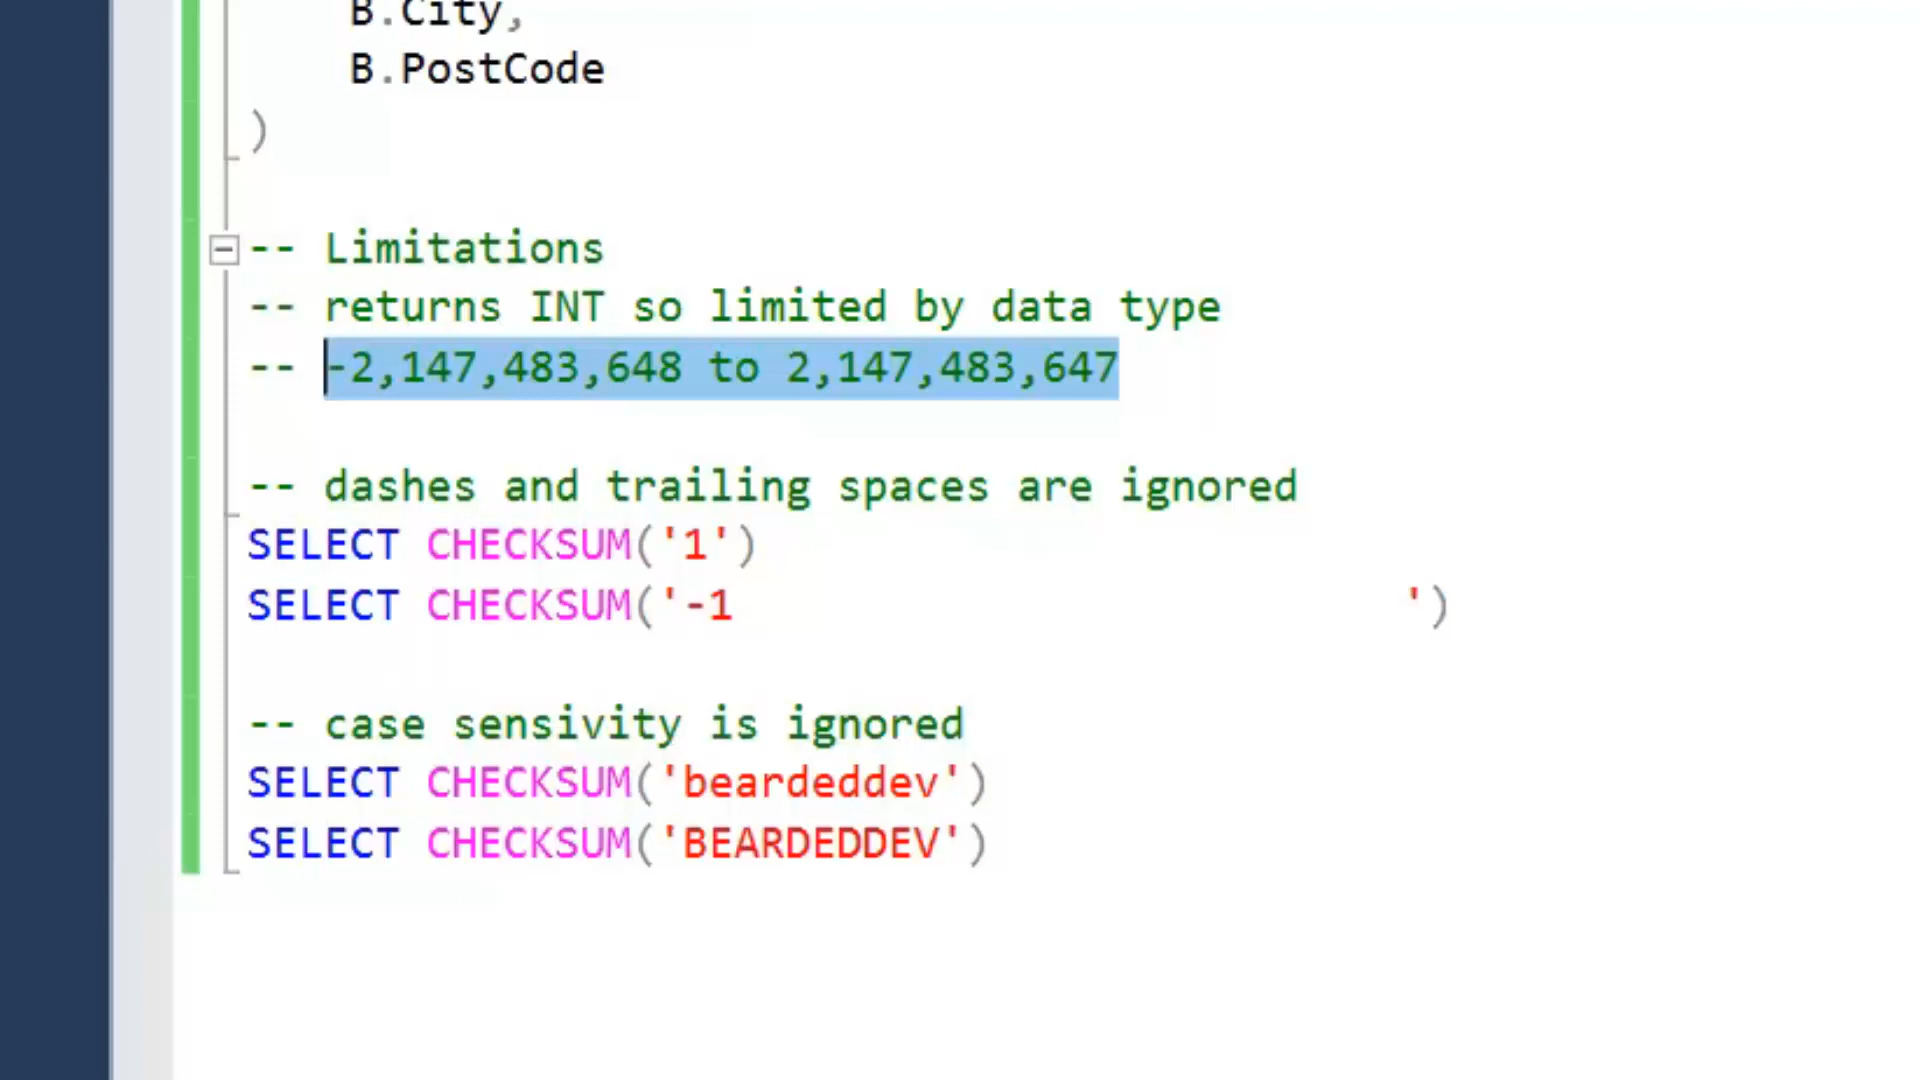 B.City,
B.PostCode
)
-- Limitations
-- returns INT so limited by data type
-- -2,147,483,648 to 2,147,483,647
-- dashes and trailing spaces are ignored
SELECT CHECKSUM('1')
SELECT CHECKSUM('-1                           ')
-- case sensivity is ignored
SELECT CHECKSUM('beardeddev')
SELECT CHECKSUM('BEARDEDDEV')